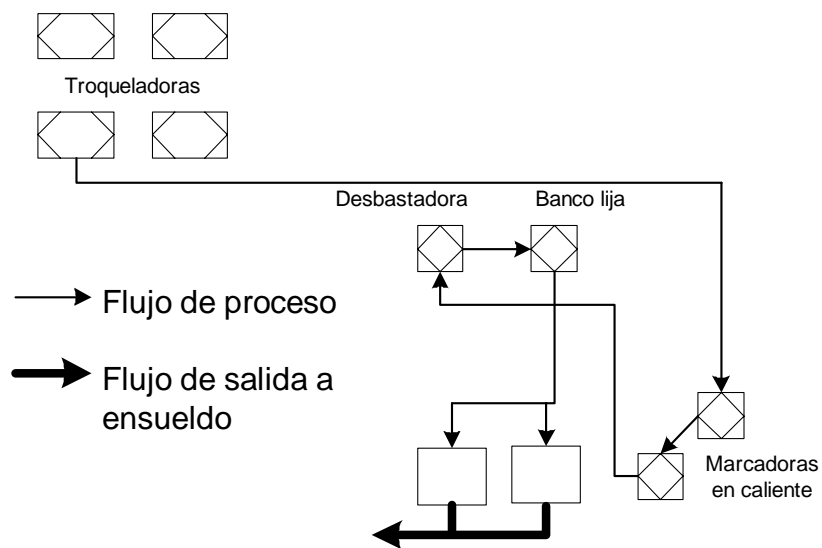 Troqueladoras
Desbastadora
Banco lija
Flujo de proceso
Flujo de salida a
ensueldo
Marcadoras
en caliente